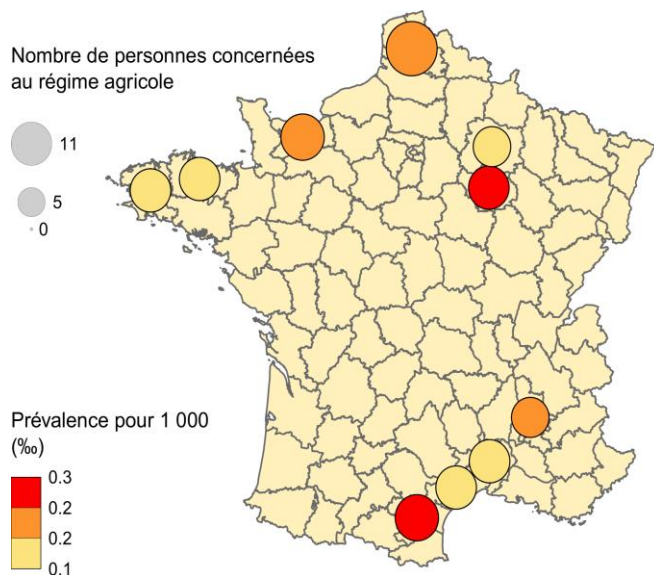 Nombre de personnes concernées
au régime agricole
11
5
0
Prévalence pour 1 000
(‰)
0.3
0.2
0.2
0.1